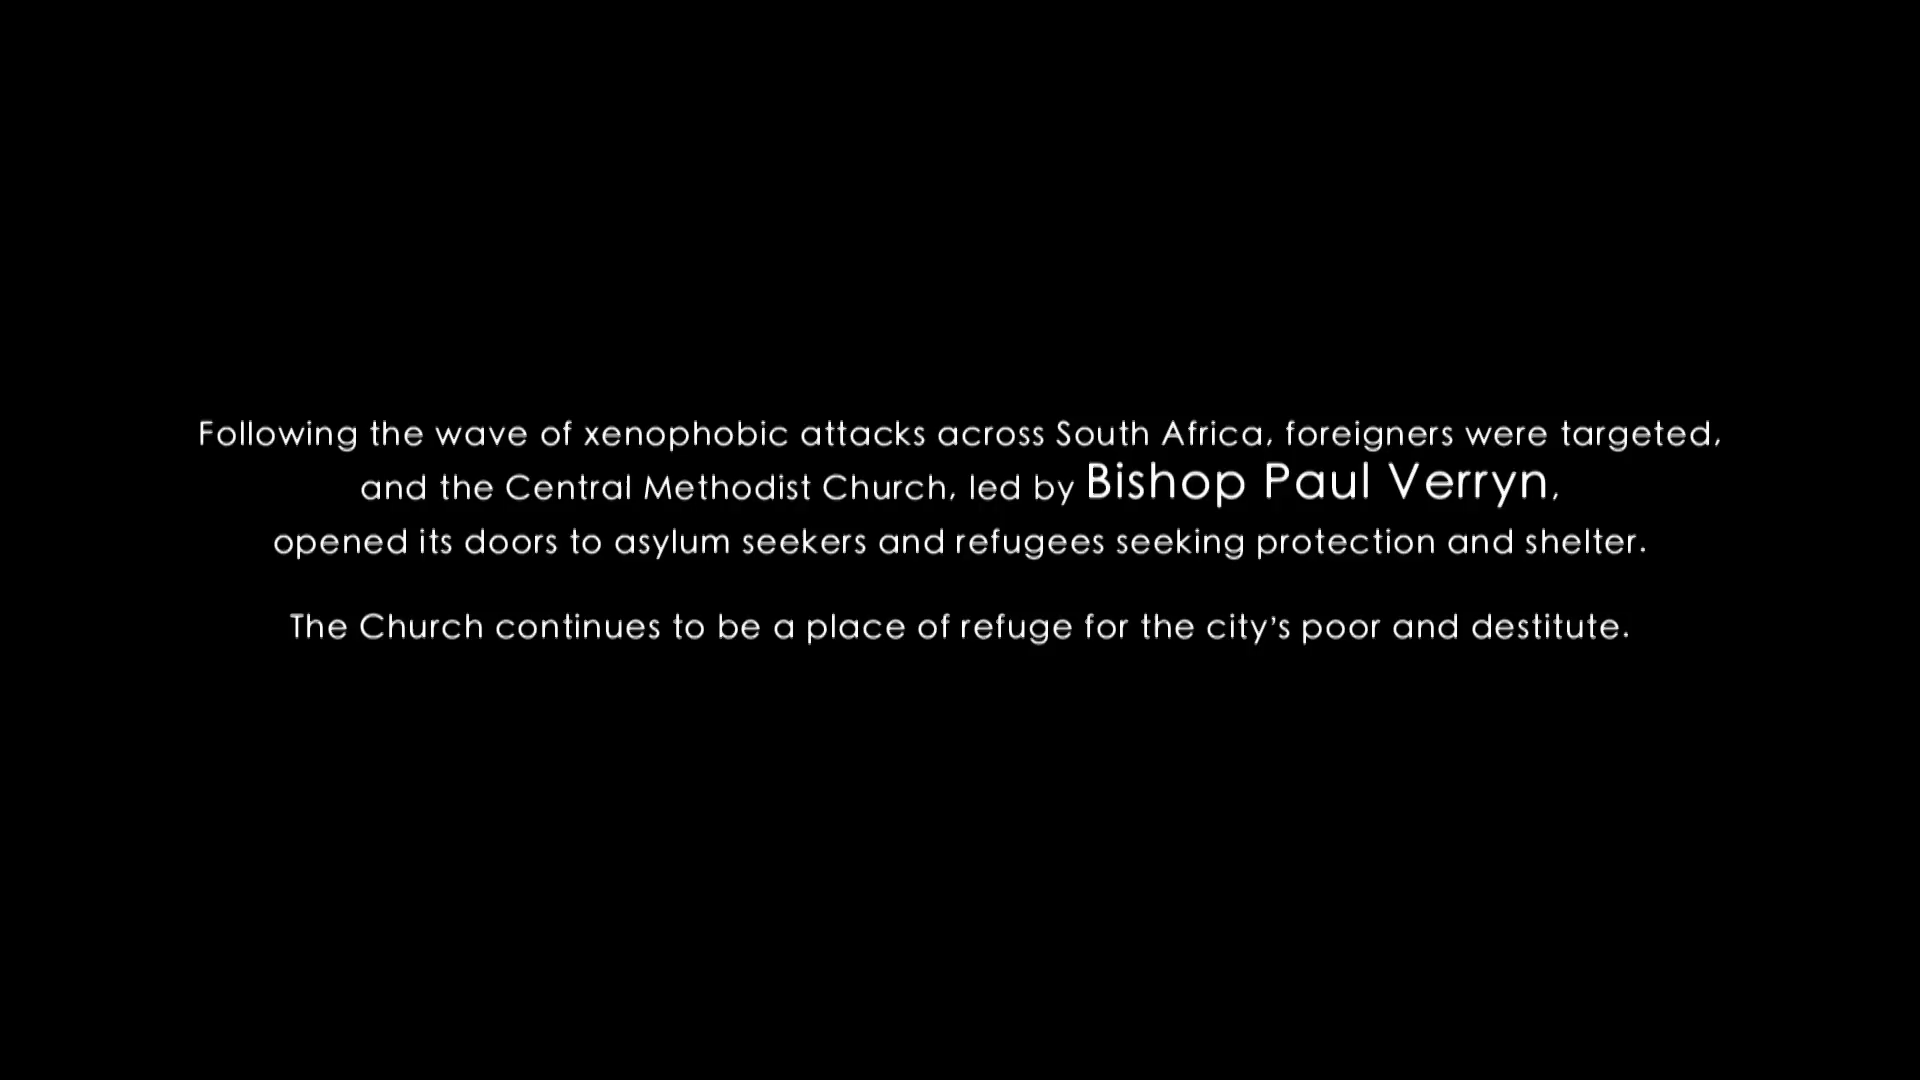 Following the wave of xenophobic attacks across South Africa, foreigners were targeted,
and the Central Methodist Church, led by Bishop Paul Verryn,
opened its doors to asylum seekers and refugees seeking protection and shelter.
The Church continues to be a place of refuge for the city's poor and destitute.